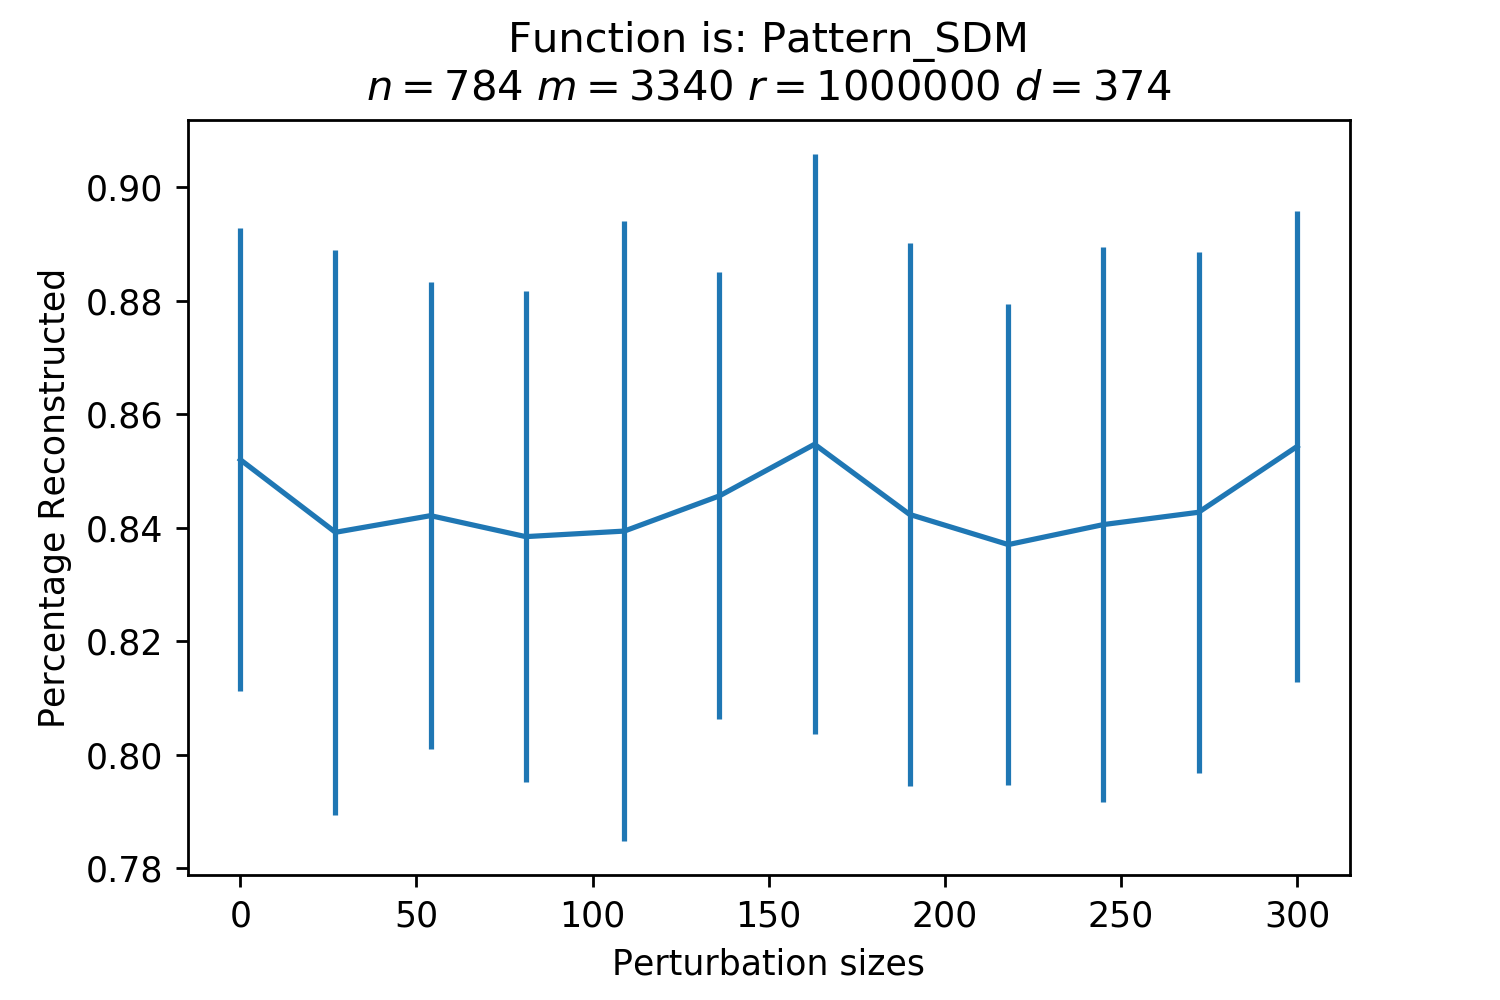 Function is: Pattern_SDM
n = 784 m = 3340 r = 1000000 d = 374
0.90
0.88
0.86
0.84
0.82
0.80
0.78
Percentage Reconstructed
0 50 100 150 200 250 300
Perturbation sizes